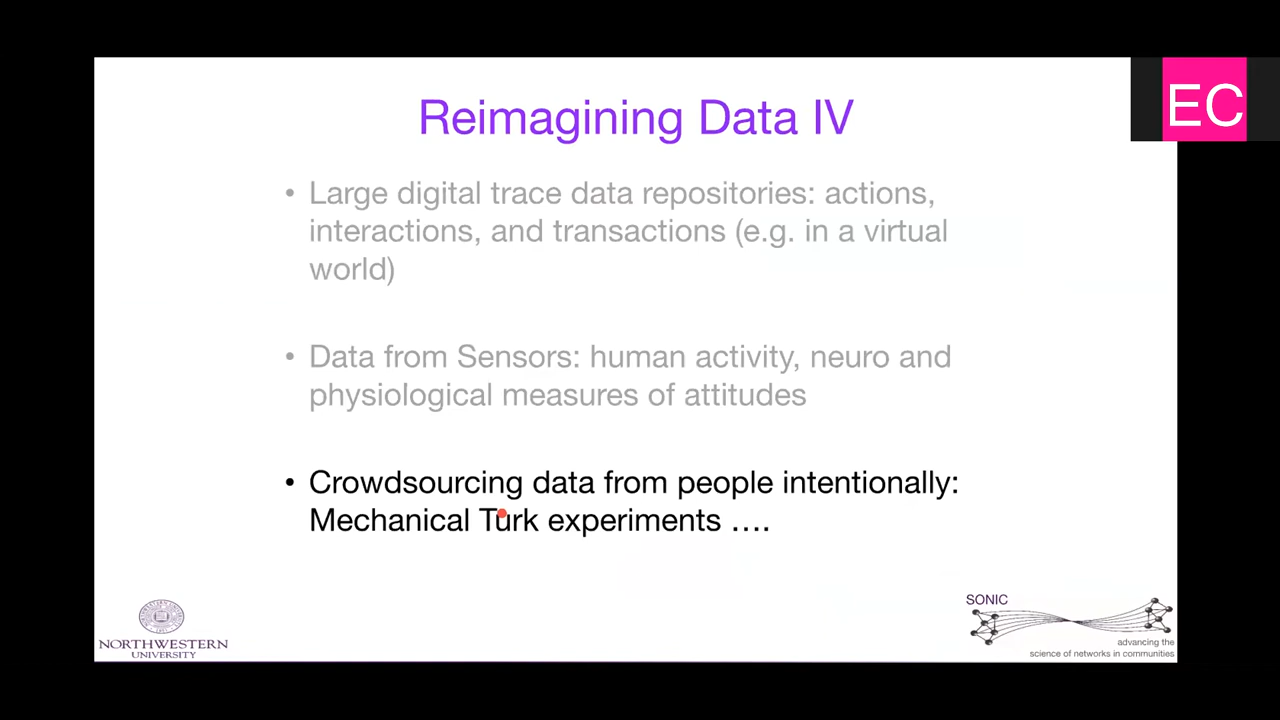 Reimagining Data IV
EC
• Large digital trace data repositories: actions,
interactions, and transactions (e.g. in a virtual
world)
• Data from Sensors: human activity, neuro and
physiological measures of attitudes
• Crowdsourcing data from people intentionally:
Mechanical Turk experiments ….
NORTHWESTERN
UNIVERSITY
SONIC
advancing the
science of networks in communities